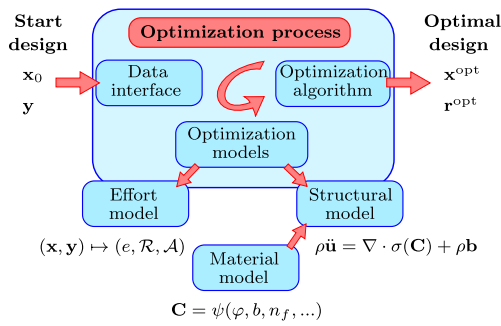 Start
design
x₀
y
Optimization process
Data
interface
Optimization
algorithm
Optimization
models
Optimal
design
x^opt
r^opt
Effort
model
Structural
model
(x, y) ↦ (e, ℛ, 𝒜)
ρü = ∇ · σ(C) + ρb
Material
model
C = ψ(φ, b, n_f, ...)